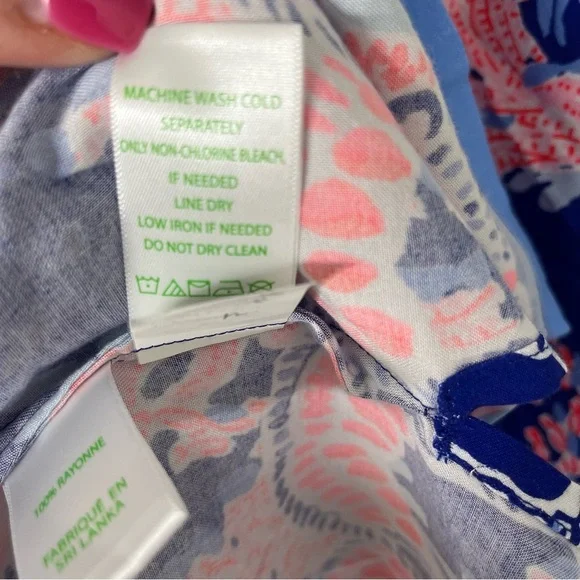 MACHINE WASH COLD
SEPARATELY
ONLY NON-CHLORINE BLEACH,
IF NEEDED
LINE DRY
LOW IRON IF NEEDED
DO NOT DRY CLEAN
100% RAYONNE
FABRIQUE EN
SRI LANKA